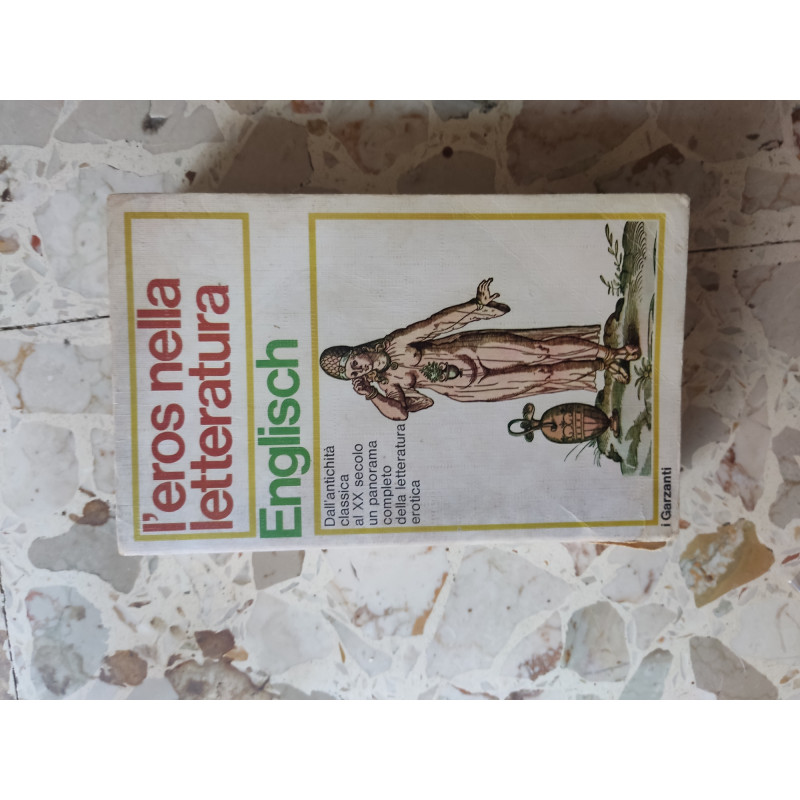 l'eros nella
letteratura
Englisch
Dall'antichità
classica
al XX secolo
un panorama
completo
della letteratura
erotica
i Garzanti